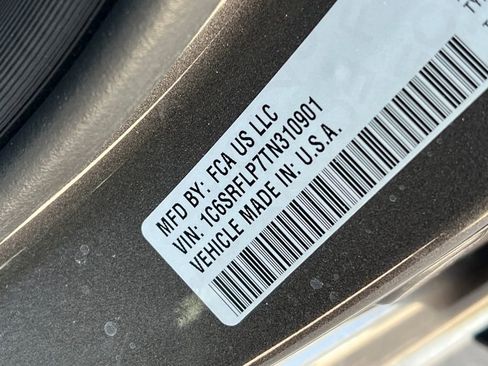 MFD BY: FCA US LLC
VIN: 1C6SRFLP7TN310901
VEHICLE MADE IN: U.S.A.